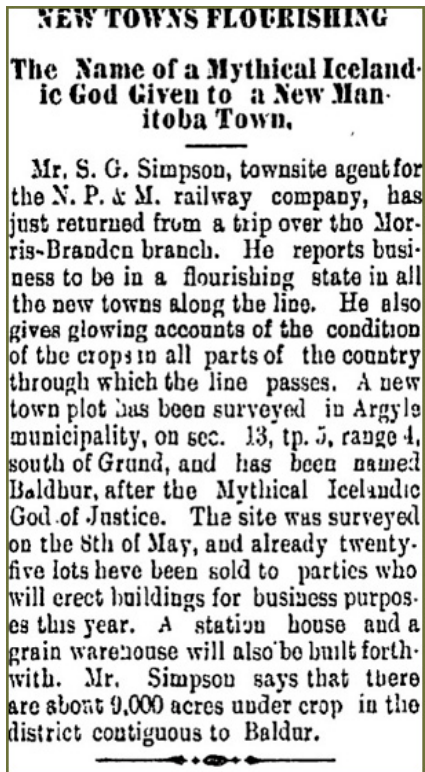 NEW TOWNS FLOURISHING
The Name of a Mythical Iceland-
ic God Given to a New Man-
itoba Town.
Mr. S. G. Simpson, townsite agent for
the N. P. & M. railway company, has
just returned from a trip over the Mor-
ris-Brandon branch. He reports busi-
ness to be in a flourishing state in all
the new towns along the line. He also
gives glowing accounts of the condition
of the crops in all parts of the country
through which the line passes. A new
town plot has been surveyed in Argyle
municipality, on sec. 13, tp. 5, range 4,
south of Grund, and has been named
Baldhur, after the Mythical Icelandic
God of Justice. The site was surveyed
on the 8th of May, and already twenty-
five lots heve been sold to parties who
will erect buildings for business purpos-
es this year. A station house and a
grain warehouse will also be built forth-
with. Mr. Simpson says that there
are about 9,000 acres under crop in the
district contiguous to Baldur.